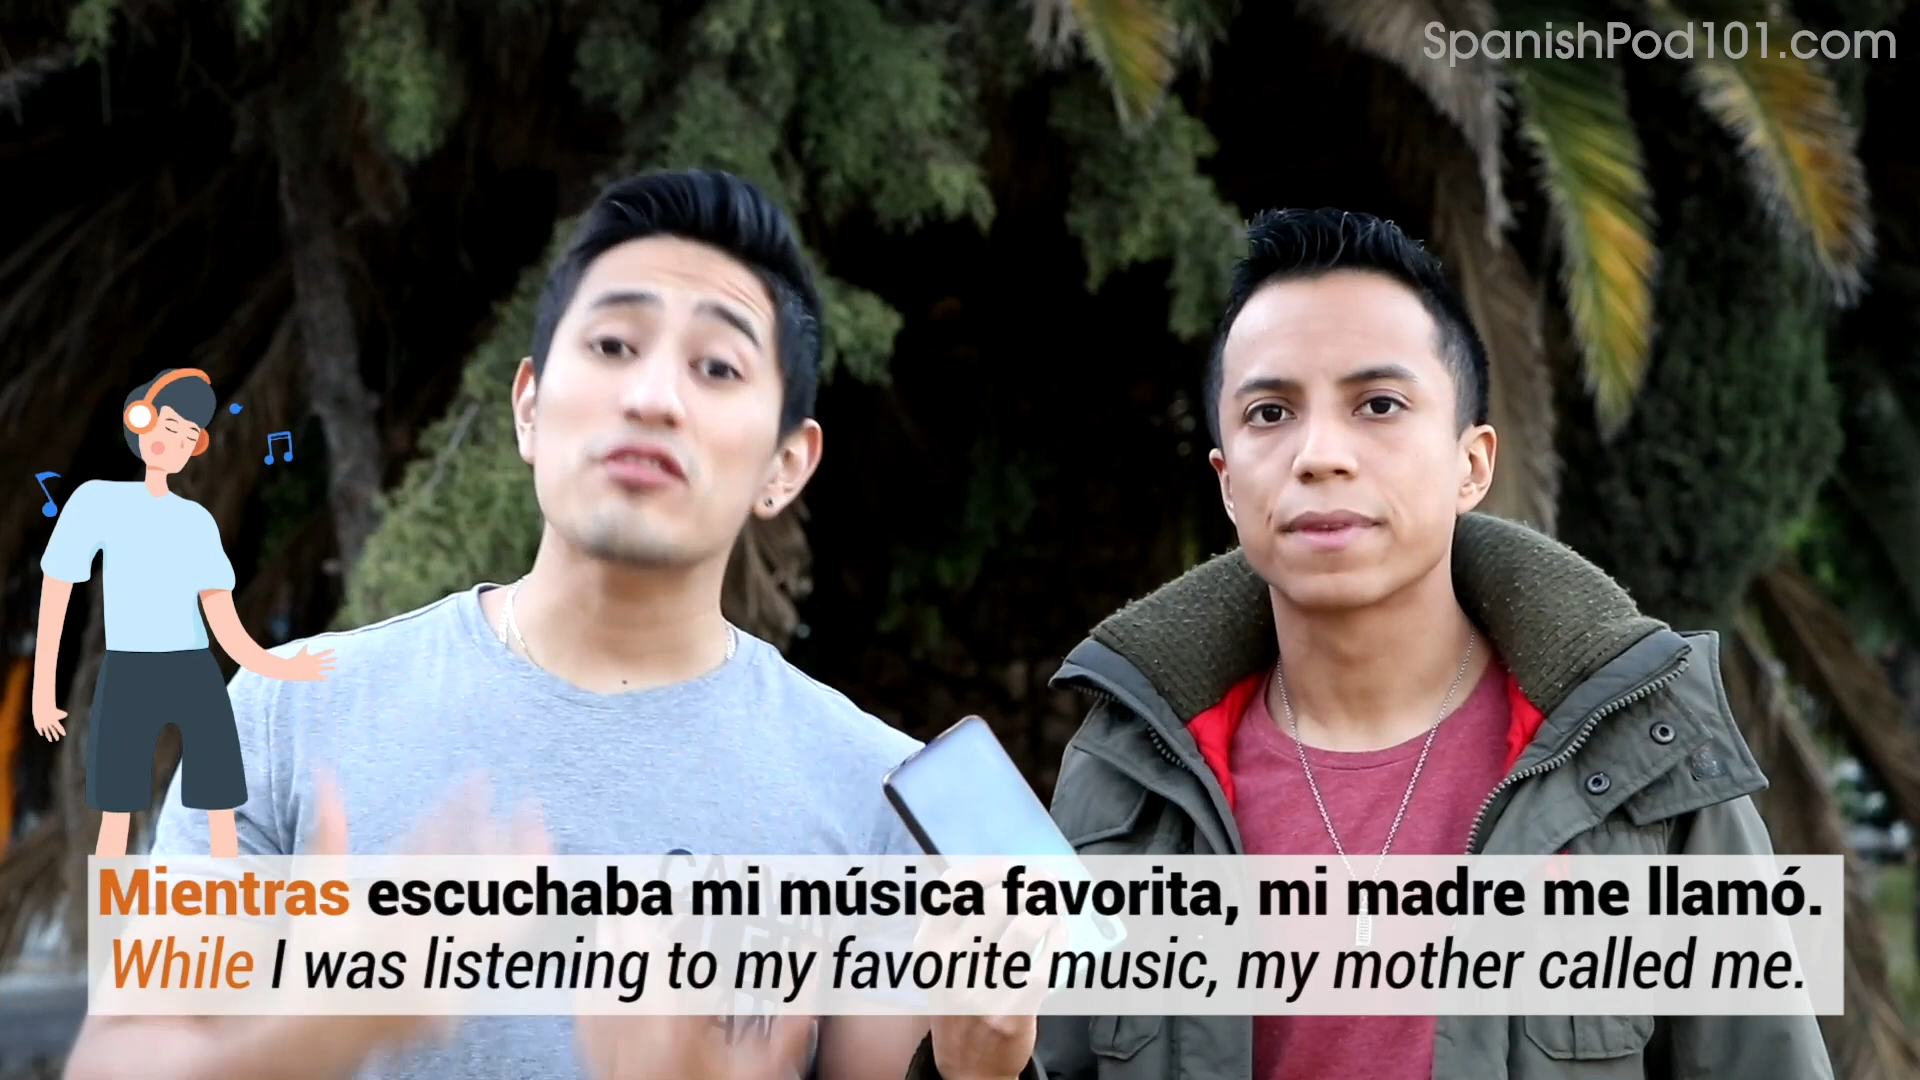 SpanishPod101.com
Mientras escuchaba mi música favorita, mi madre me llamó.
While I was listening to my favorite music, my mother called me.